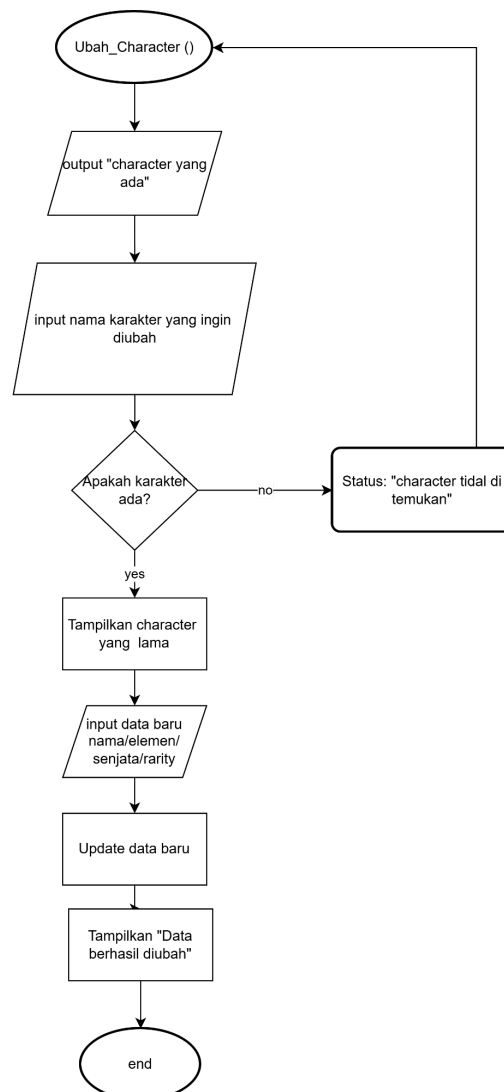 Ubah_Character ()
output "character yang
ada"
input nama karakter yang ingin
diubah
Apakah karakter
ada?
no
Status: "character tidal di
temukan"
yes
Tampilkan character
yang lama
input data baru
nama/elemen/
senjata/rarity
Update data baru
Tampilkan "Data
berhasil diubah"
end